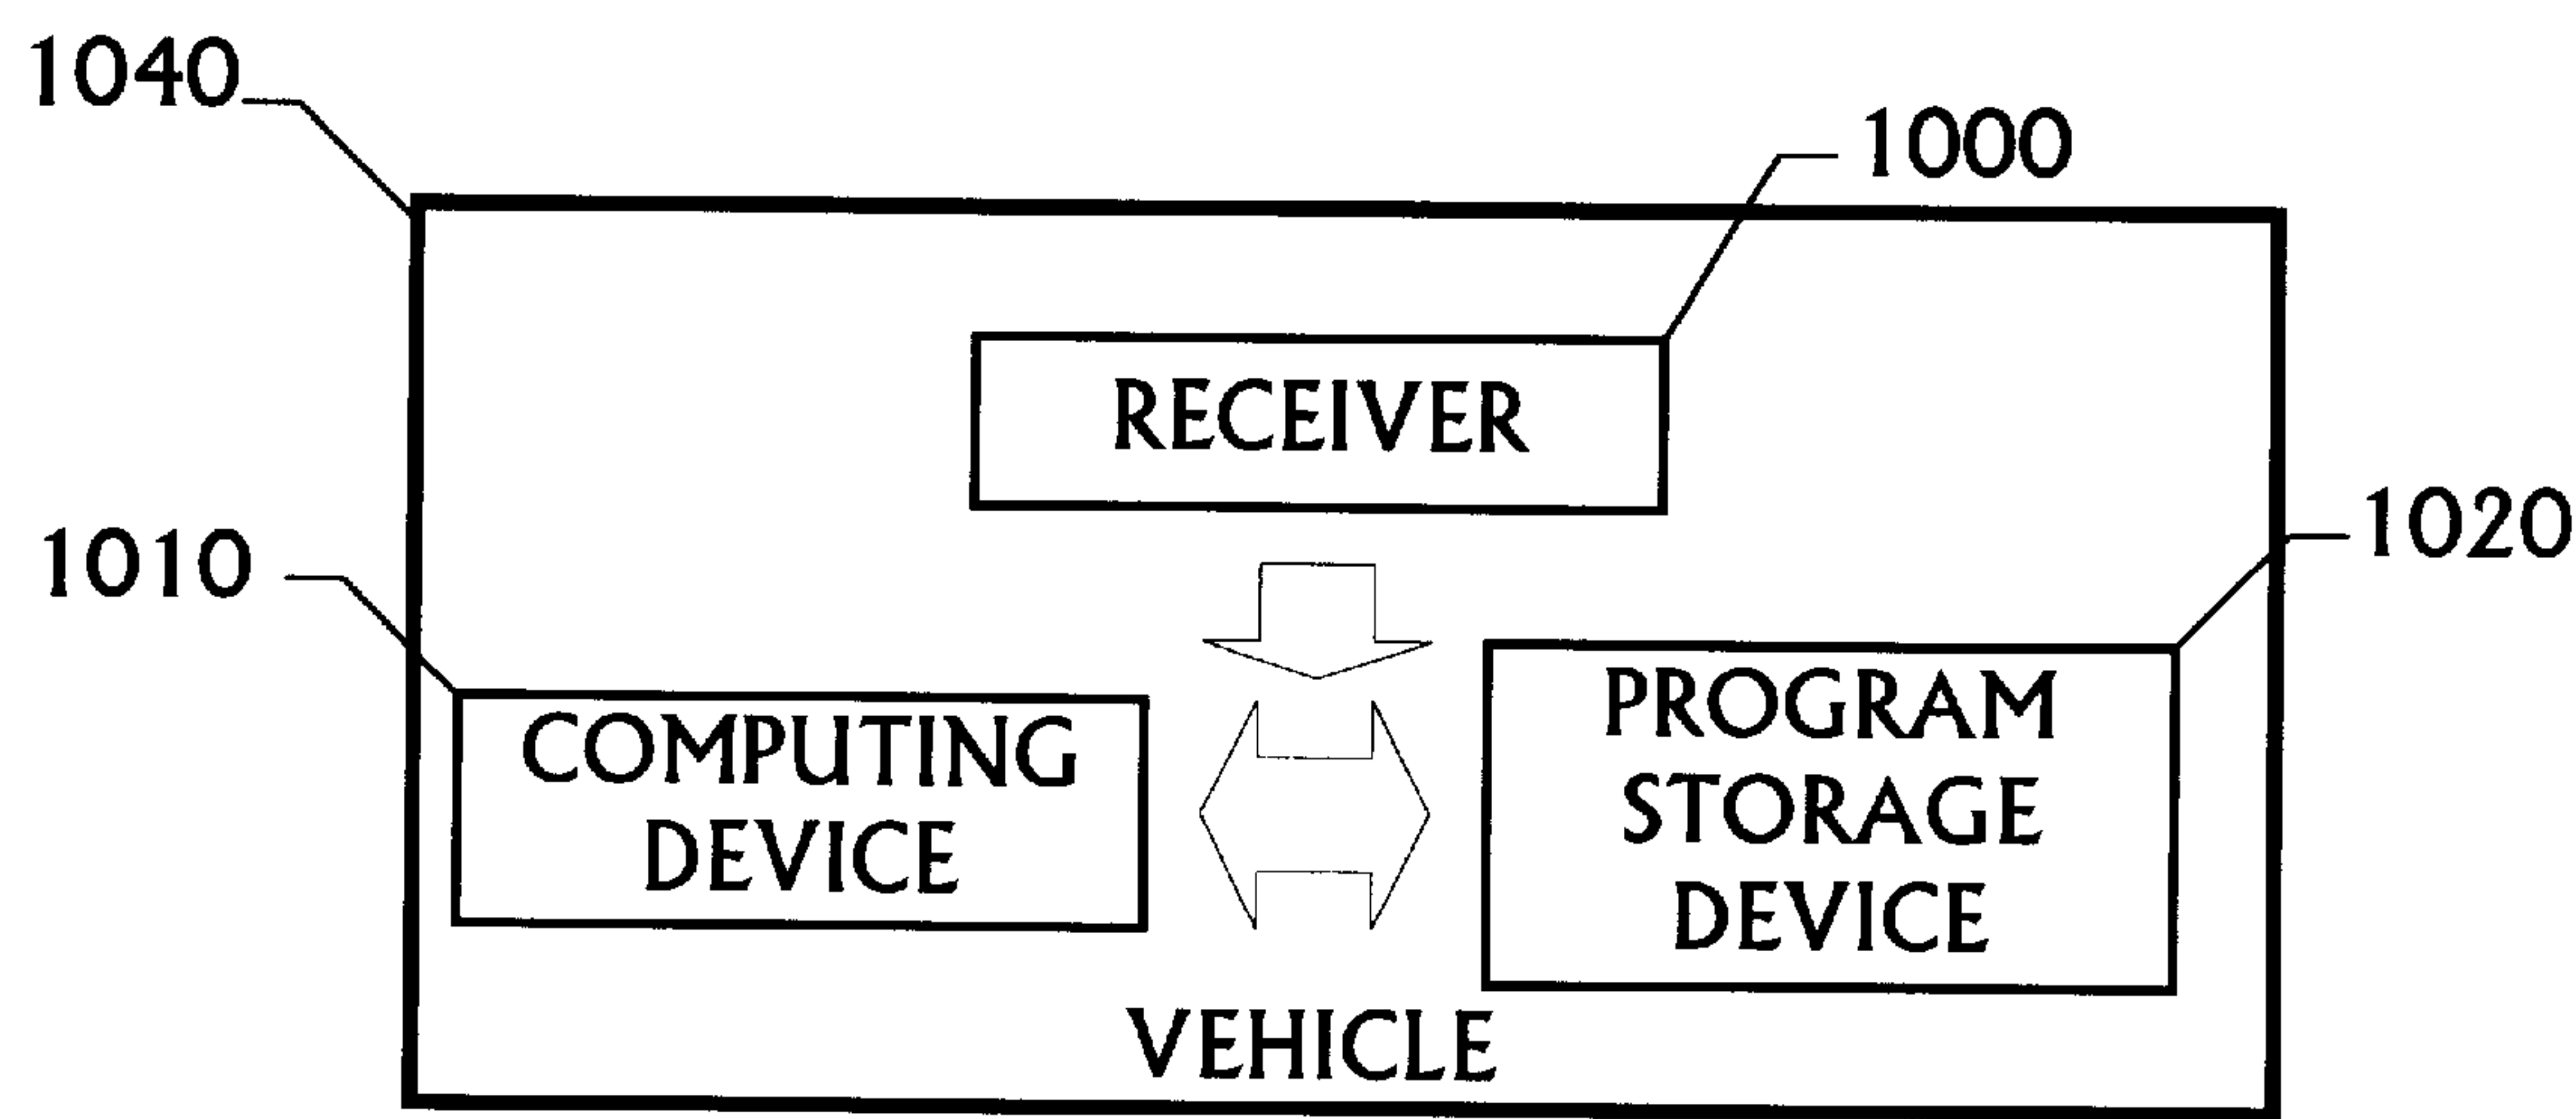 1040
1000
RECEIVER
1010
1020
COMPUTING
DEVICE
PROGRAM
STORAGE
DEVICE
VEHICLE